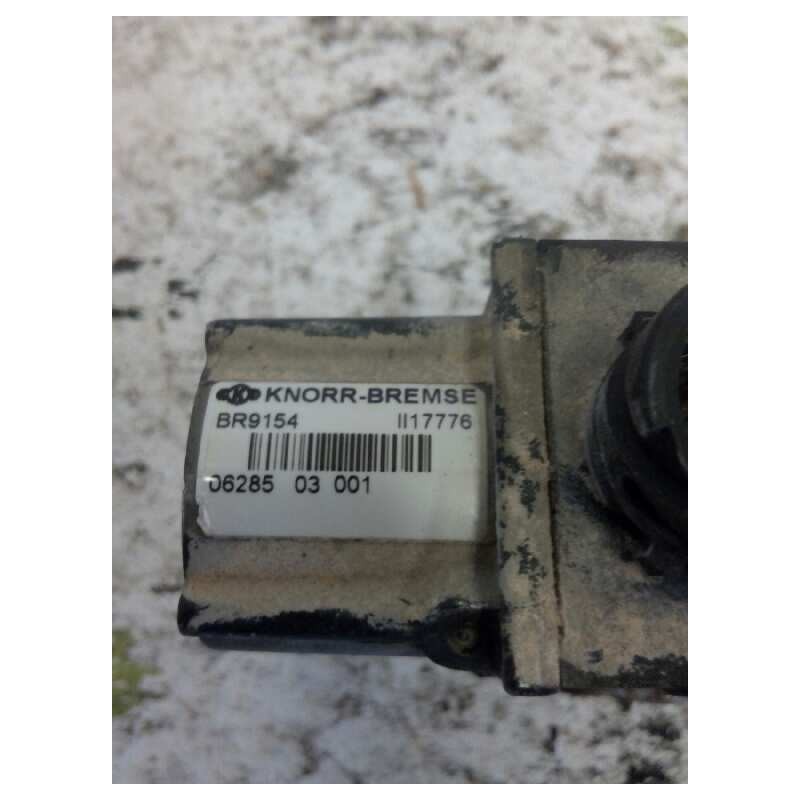 K KNORR-BREMSE
BR9154 II17776
06285 03 001